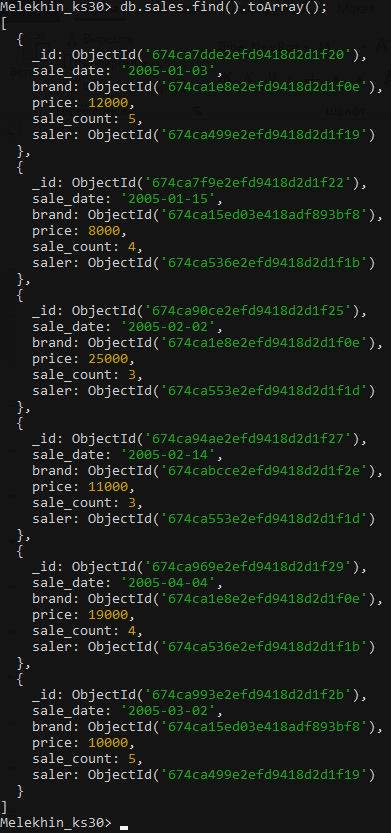 Melekhin_ks30> db.sales.find().toArray();
[
  {
    _id: ObjectId('674ca7dde2efd9418d2d1f20'),
    sale_date: '2005-01-03',
    brand: ObjectId('674ca1e8e2efd9418d2d1f0e'),
    price: 12000,
    sale_count: 5,
    saler: ObjectId('674ca499e2efd9418d2d1f19')
  },
  {
    _id: ObjectId('674ca7f9e2efd9418d2d1f22'),
    sale_date: '2005-01-15',
    brand: ObjectId('674ca15ed03e418adf893bf8'),
    price: 8000,
    sale_count: 4,
    saler: ObjectId('674ca536e2efd9418d2d1f1b')
  },
  {
    _id: ObjectId('674ca90ce2efd9418d2d1f25'),
    sale_date: '2005-02-02',
    brand: ObjectId('674ca1e8e2efd9418d2d1f0e'),
    price: 25000,
    sale_count: 3,
    saler: ObjectId('674ca553e2efd9418d2d1f1d')
  },
  {
    _id: ObjectId('674ca94ae2efd9418d2d1f27'),
    sale_date: '2005-02-14',
    brand: ObjectId('674cabcce2efd9418d2d1f2e'),
    price: 11000,
    sale_count: 3,
    saler: ObjectId('674ca553e2efd9418d2d1f1d')
  },
  {
    _id: ObjectId('674ca969e2efd9418d2d1f29'),
    sale_date: '2005-04-04',
    brand: ObjectId('674ca1e8e2efd9418d2d1f0e'),
    price: 19000,
    sale_count: 4,
    saler: ObjectId('674ca536e2efd9418d2d1f1b')
  },
  {
    _id: ObjectId('674ca993e2efd9418d2d1f2b'),
    sale_date: '2005-03-02',
    brand: ObjectId('674ca15ed03e418adf893bf8'),
    price: 10000,
    sale_count: 5,
    saler: ObjectId('674ca499e2efd9418d2d1f19')
  }
]
Melekhin_ks30>